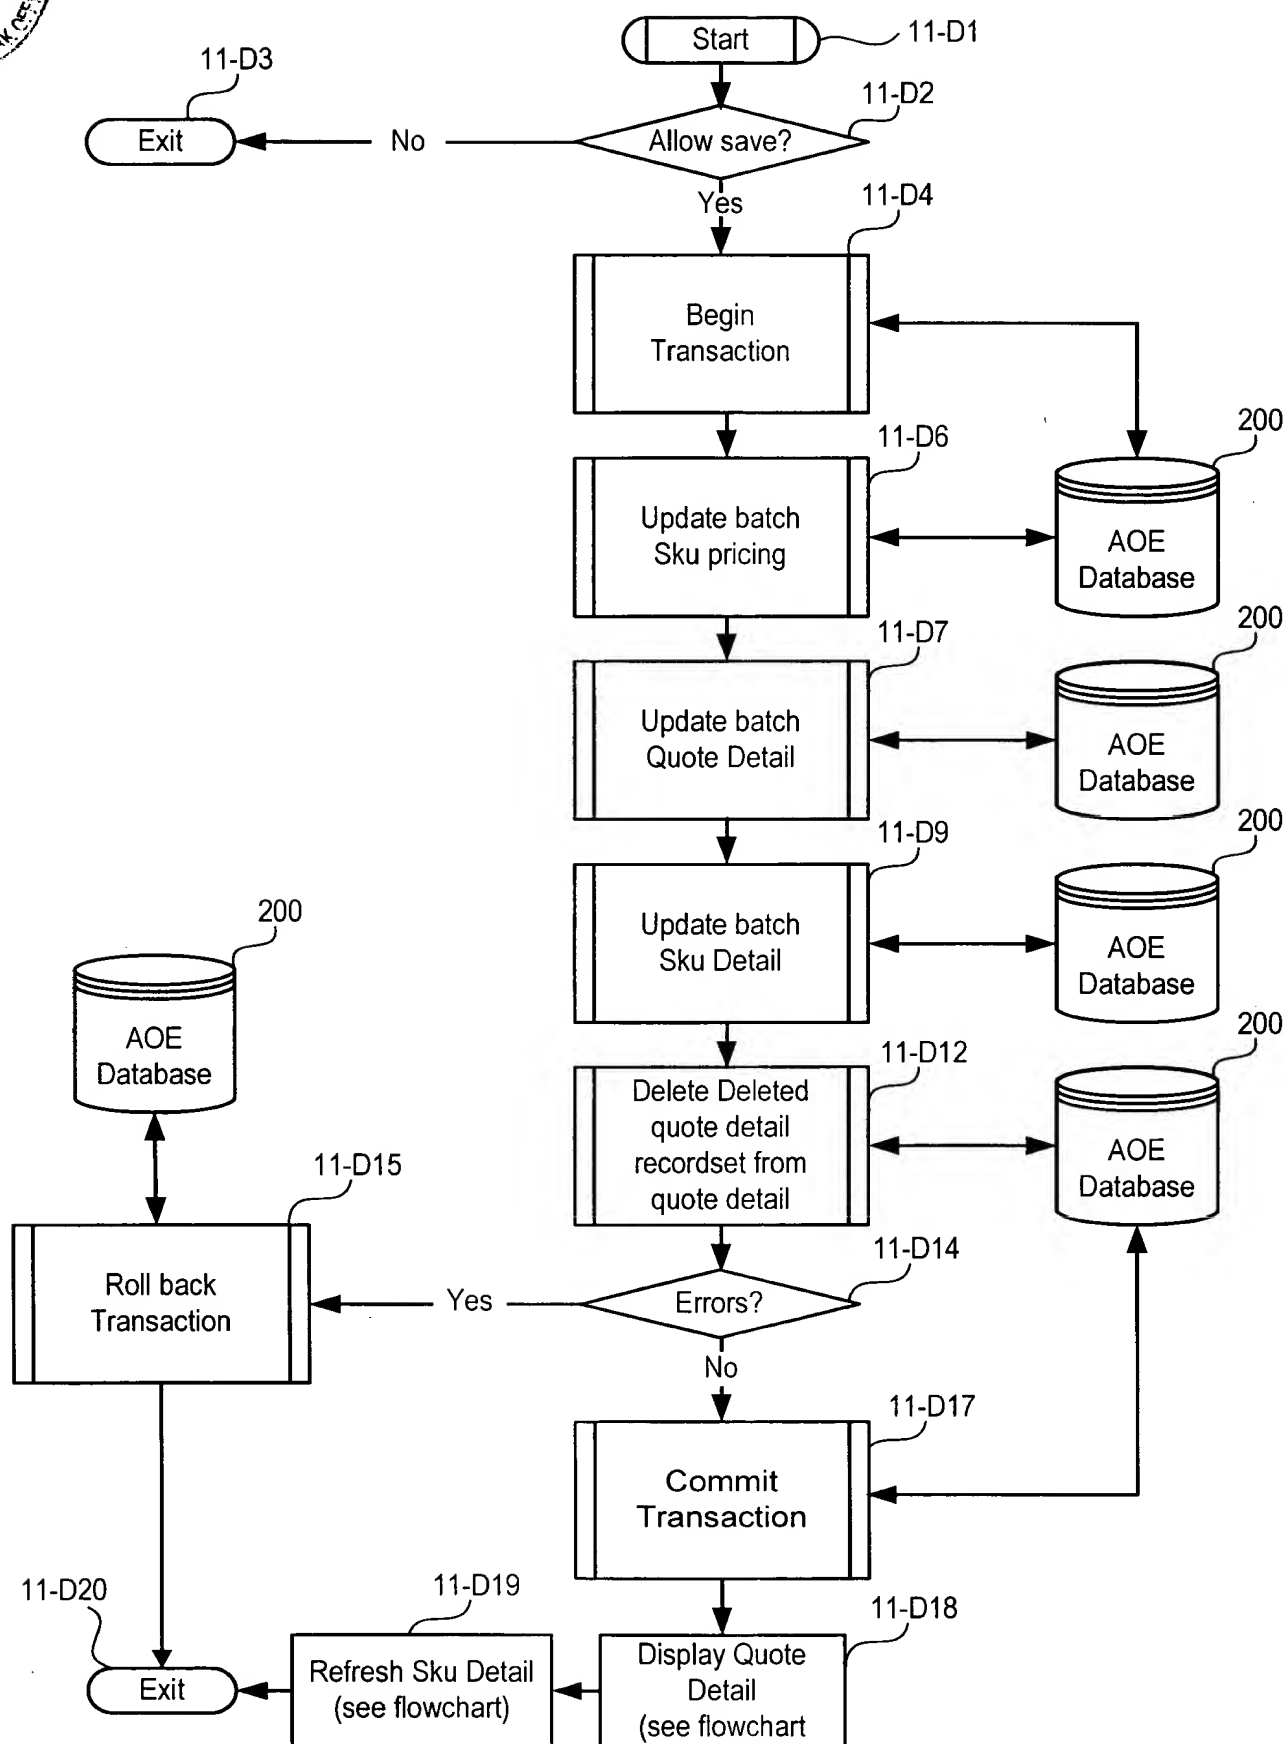 Start
11-D1
11-D3
11-D2
Exit
No
Allow save?
Yes
11-D4
Begin
Transaction
11-D6
200
Update batch
Sku pricing
AOE
Database
11-D7
200
Update batch
Quote Detail
AOE
Database
11-D9
200
Update batch
Sku Detail
AOE
Database
200
AOE
Database
11-D12
200
Delete Deleted
quote detail
recordset from
quote detail
AOE
Database
11-D15
Roll back
Transaction
11-D14
Yes
Errors?
No
11-D17
Commit
Transaction
11-D20
11-D19
11-D18
Exit
Refresh Sku Detail
(see flowchart)
Display Quote
Detail
(see flowchart